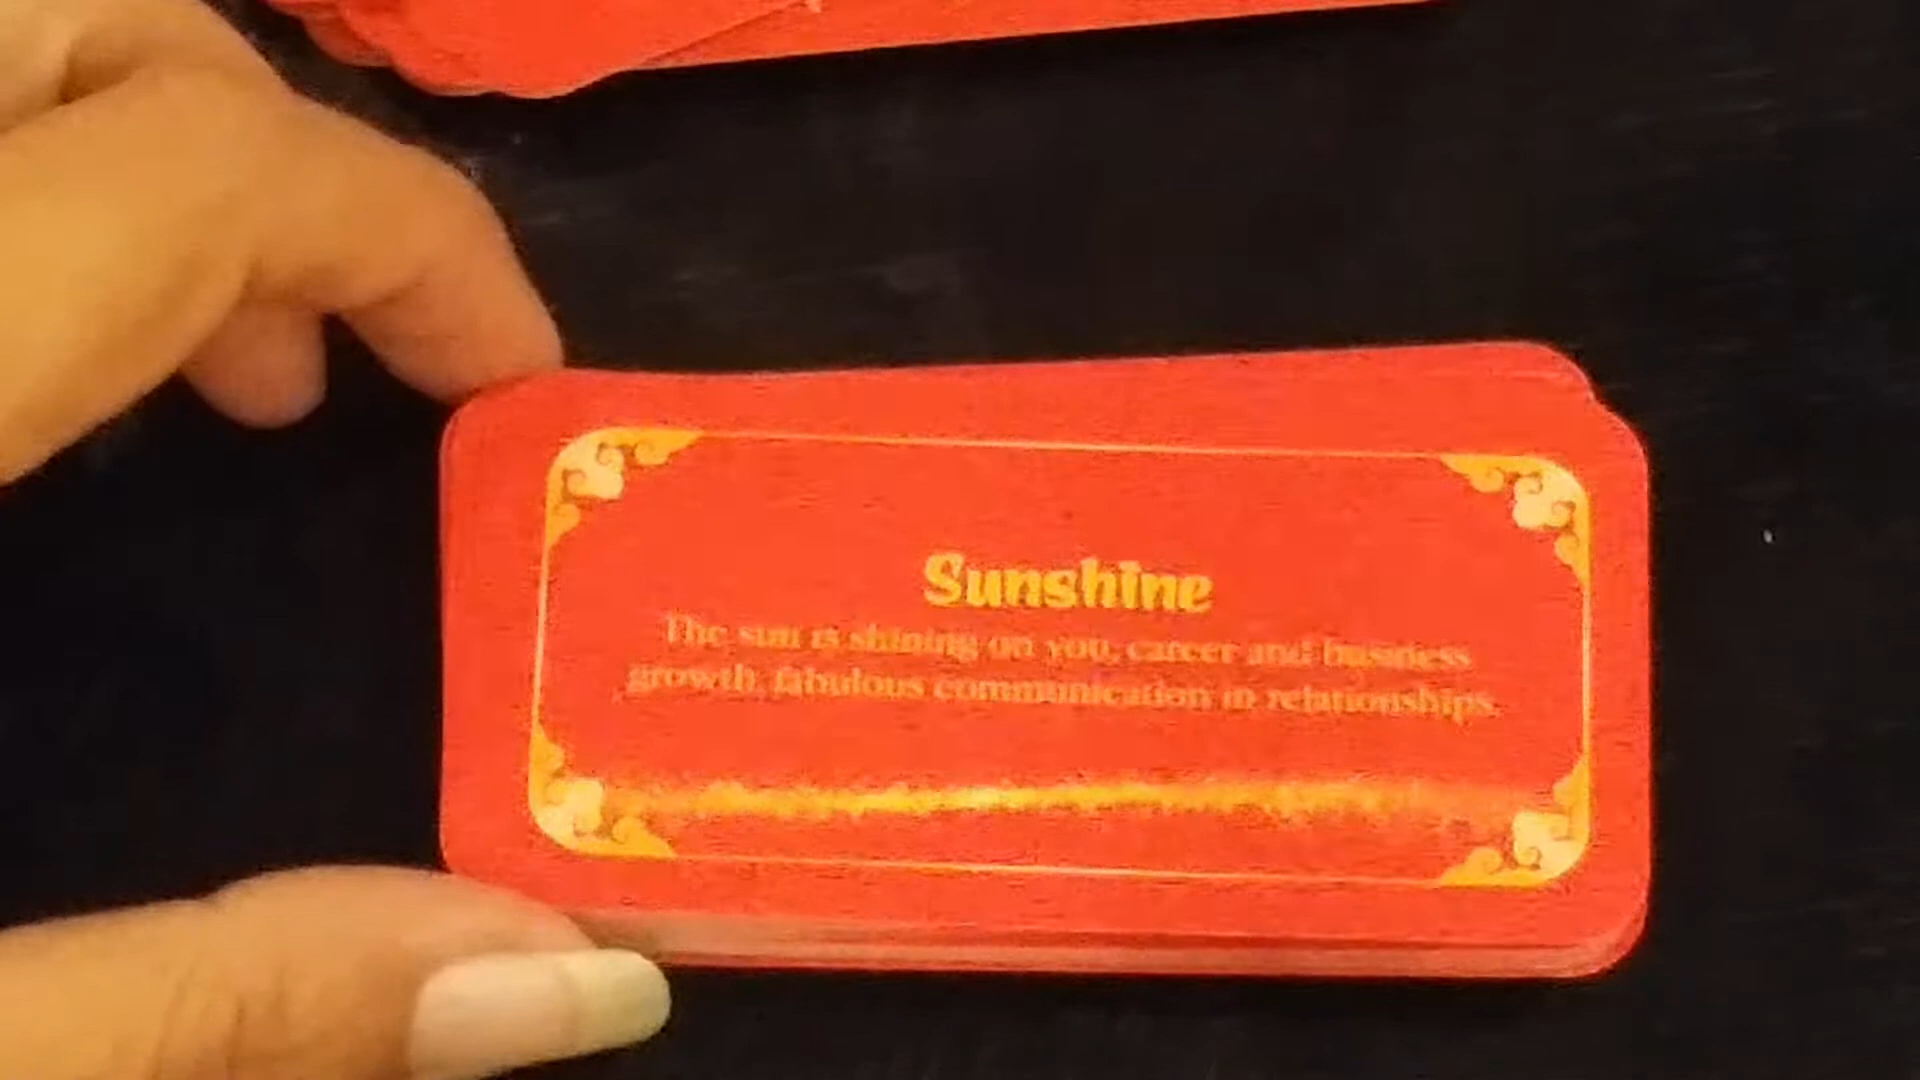 Sunshine
The sun is shining on you, career and business
growth, fabulous communication in relationships.